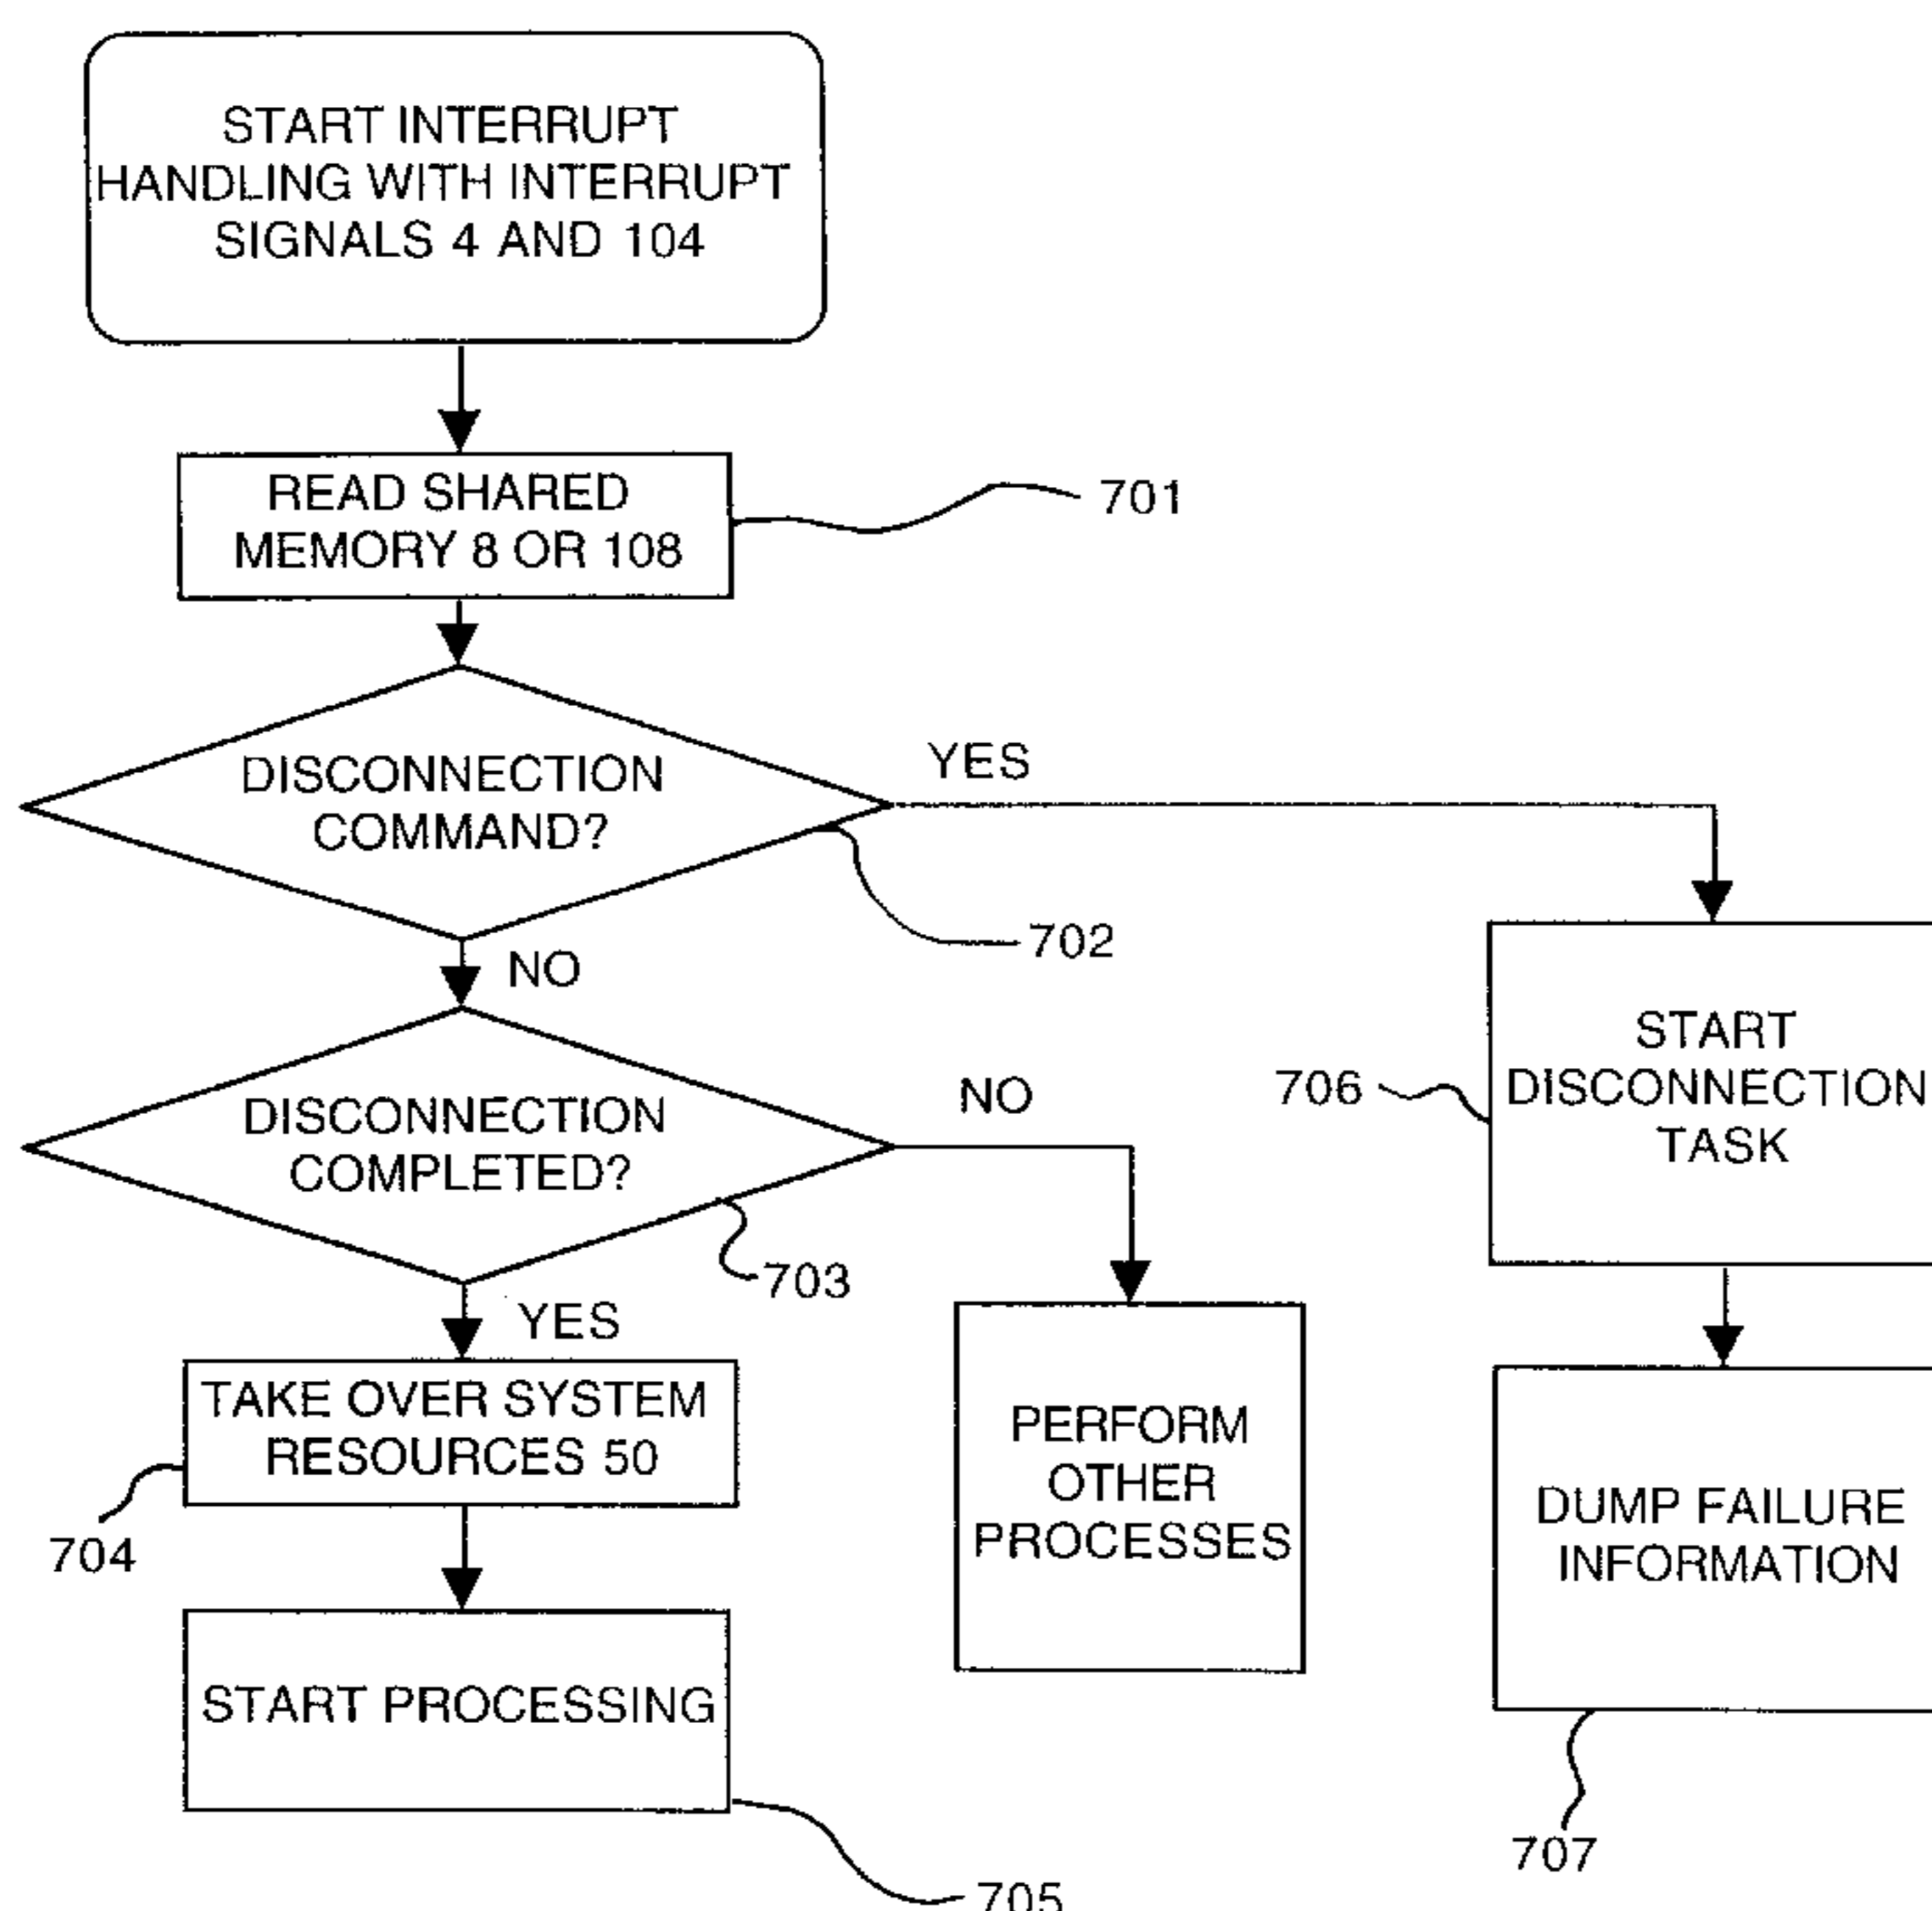 START INTERRUPT
HANDLING WITH INTERRUPT
SIGNALS 4 AND 104
READ SHARED
MEMORY 8 OR 108
701
DISCONNECTION
COMMAND?
YES
702
NO
DISCONNECTION
COMPLETED?
NO
703
YES
706
START
DISCONNECTION
TASK
TAKE OVER SYSTEM
RESOURCES 50
704
PERFORM
OTHER
PROCESSES
DUMP FAILURE
INFORMATION
START PROCESSING
707
705